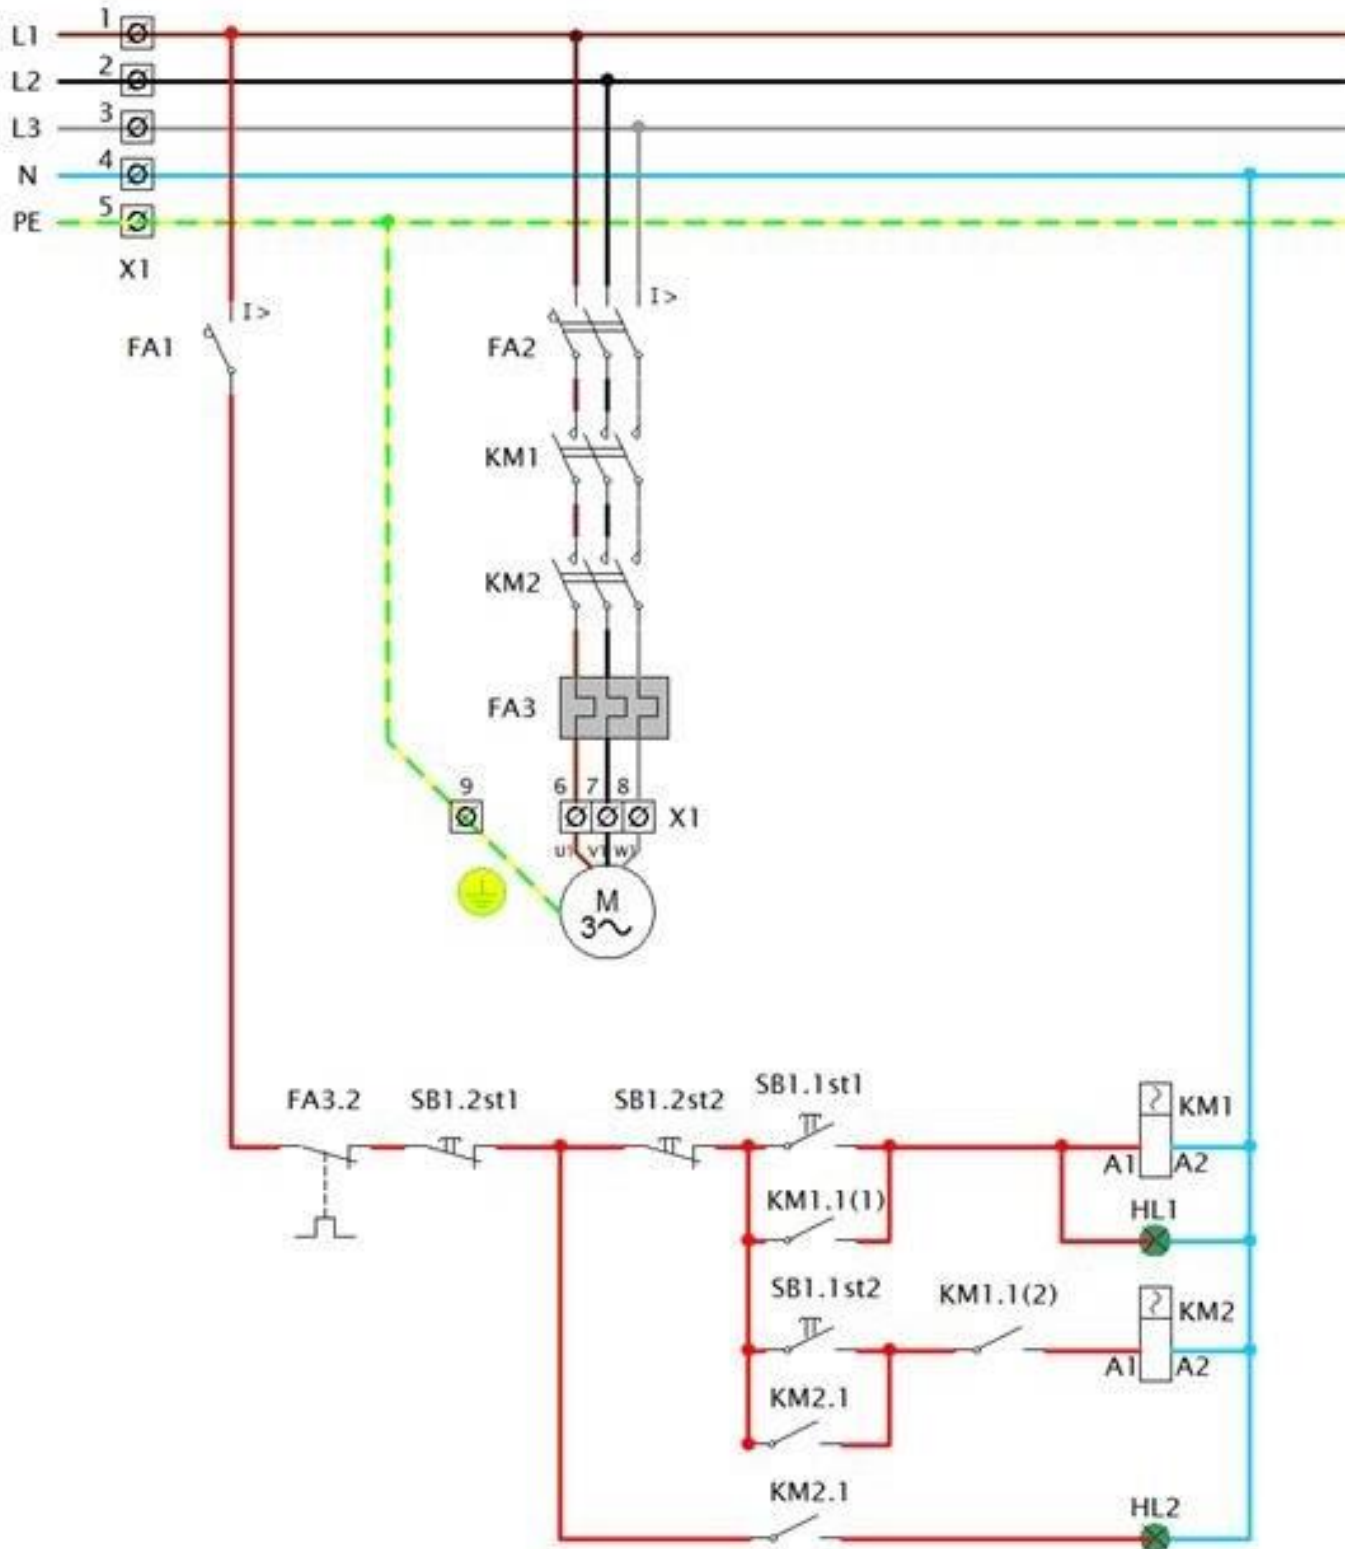 L1 1
L2 2
L3 3
N 4
PE 5
X1
I>
I>
FA1
FA2
KM1
KM2
FA3
9
6 7 8
X1
U1 V1 W1
M
3~
FA3.2
SB1.2st1
SB1.2st2
SB1.1st1
KM1
A1
A2
KM1.1(1)
HL1
SB1.1st2
KM1.1(2)
KM2
A1
A2
KM2.1
KM2.1
HL2